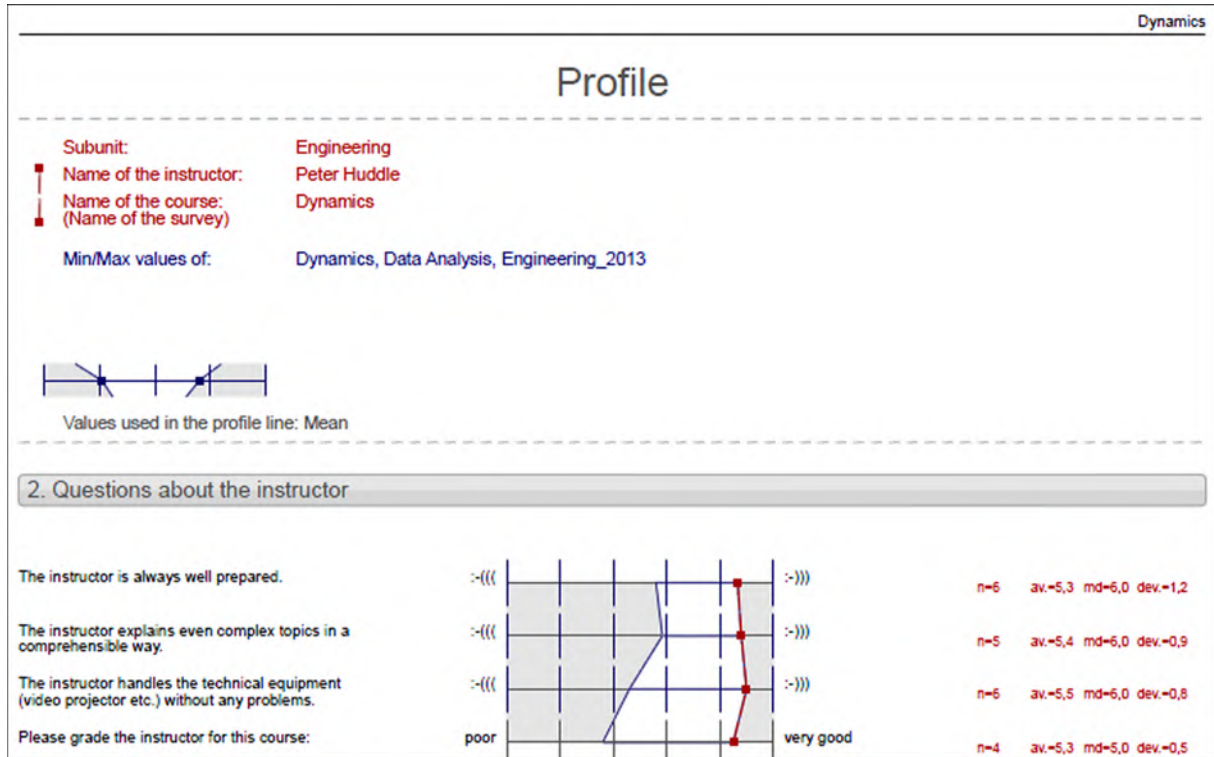 Dynamics
Profile
Subunit: Engineering
Name of the instructor: Peter Huddle
Name of the course: Dynamics
(Name of the survey)
Min/Max values of: Dynamics, Data Analysis, Engineering_2013
Values used in the profile line: Mean
2. Questions about the instructor
The instructor is always well prepared. :-((( :-))) n=6 av.=5,3 md=6,0 dev.=1,2
The instructor explains even complex topics in a
comprehensible way. :-((( :-))) n=5 av.=5,4 md=6,0 dev.=0,9
The instructor handles the technical equipment
(video projector etc.) without any problems. :-((( :-))) n=6 av.=5,5 md=6,0 dev.=0,8
Please grade the instructor for this course: poor very good n=4 av.=5,3 md=5,0 dev.=0,5